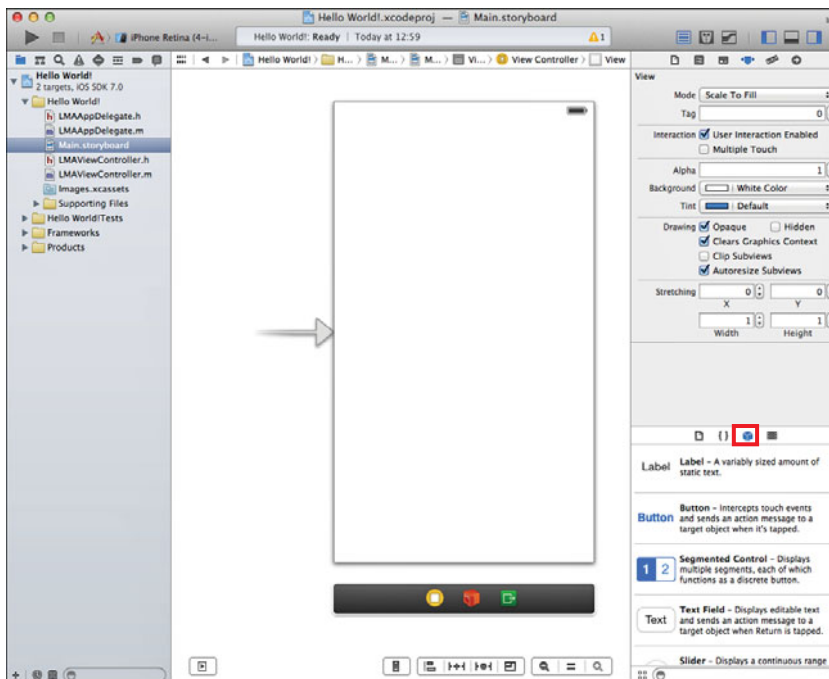 Hello World!.xcodeproj — Main.storyboard
iPhone Retina (4-i...
Hello World!: Ready | Today at 12:59
1
Hello World!
H...
M...
M...
Vi...
View Controller
View
Hello World!
2 targets, iOS SDK 7.0
Hello World!
h LMAAppDelegate.h
m LMAAppDelegate.m
Main.storyboard
h LMAViewController.h
m LMAViewController.m
Images.xcassets
Supporting Files
Hello World!Tests
Frameworks
Products
View
Mode Scale To Fill
Tag 0
Interaction User Interaction Enabled
Multiple Touch
Alpha 1
Background White Color
Tint Default
Drawing Opaque Hidden
Clears Graphics Context
Clip Subviews
Autoresize Subviews
Stretching 0 0
X Y
1 1
Width Height
{ }
Label
Label – A variably sized amount of
static text.
Button
Button – Intercepts touch events
and sends an action message to a
target object when it's tapped.
1 2
Segmented Control – Displays
multiple segments, each of which
functions as a discrete button.
Text
Text Field – Displays editable text
and sends an action message to a
target object when Return is tapped.
Slider – Displays a continuous range